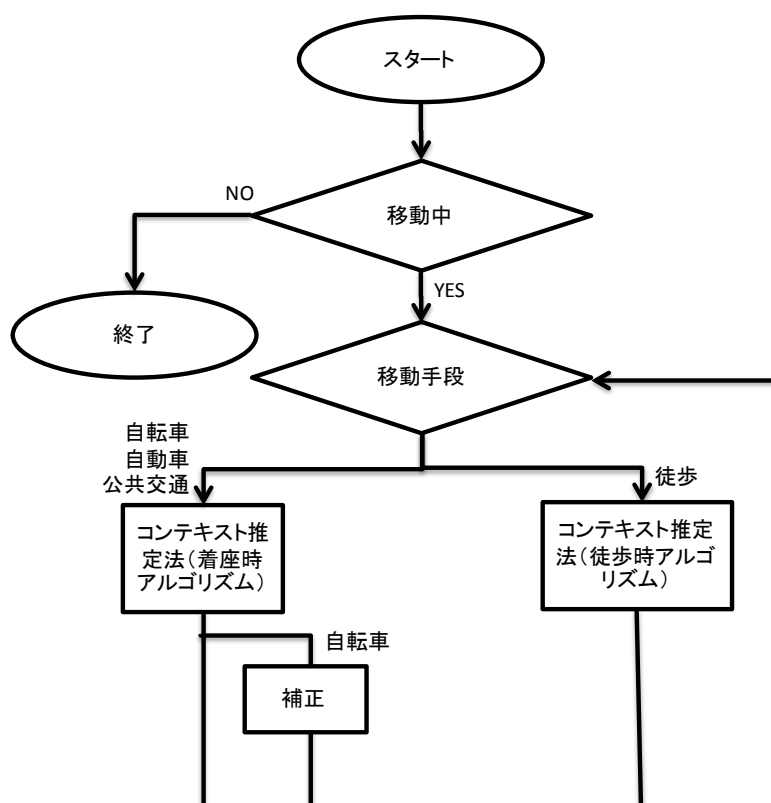 スタート
NO
移動中
YES
終了
移動手段
自転車
自動車
公共交通
徒歩
コンテキスト推
定法（着座時
アルゴリズム）
コンテキスト推定
法（徒歩時アルゴ
リズム）
自転車
補正